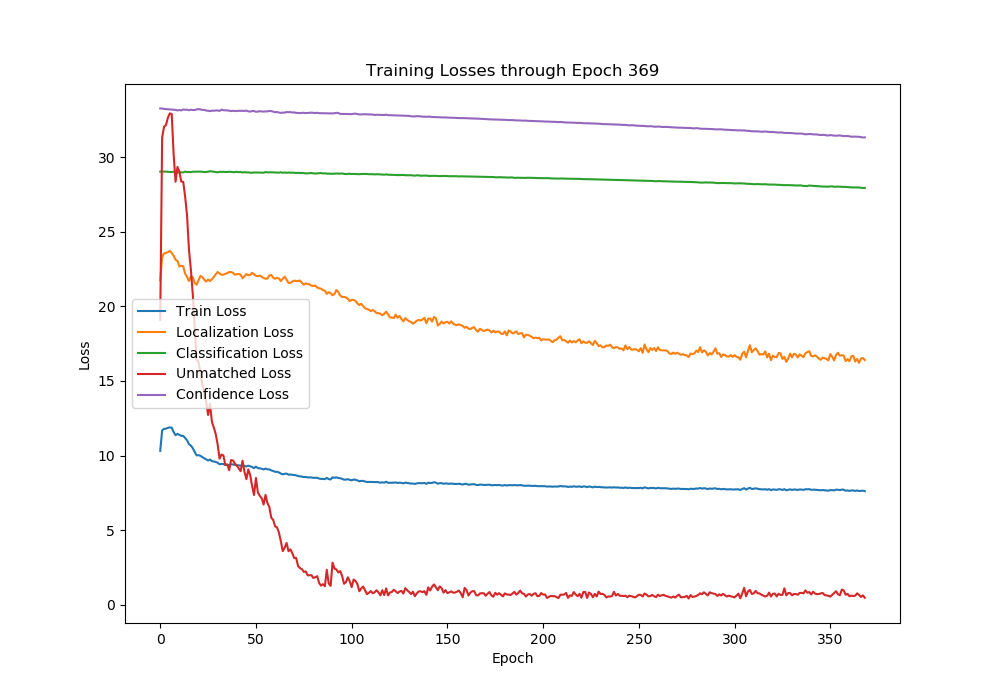 Training Losses through Epoch 369
Loss
30
25
20
15
10
5
0
Train Loss
Localization Loss
Classification Loss
Unmatched Loss
Confidence Loss
0 50 100 150 200 250 300 350
Epoch